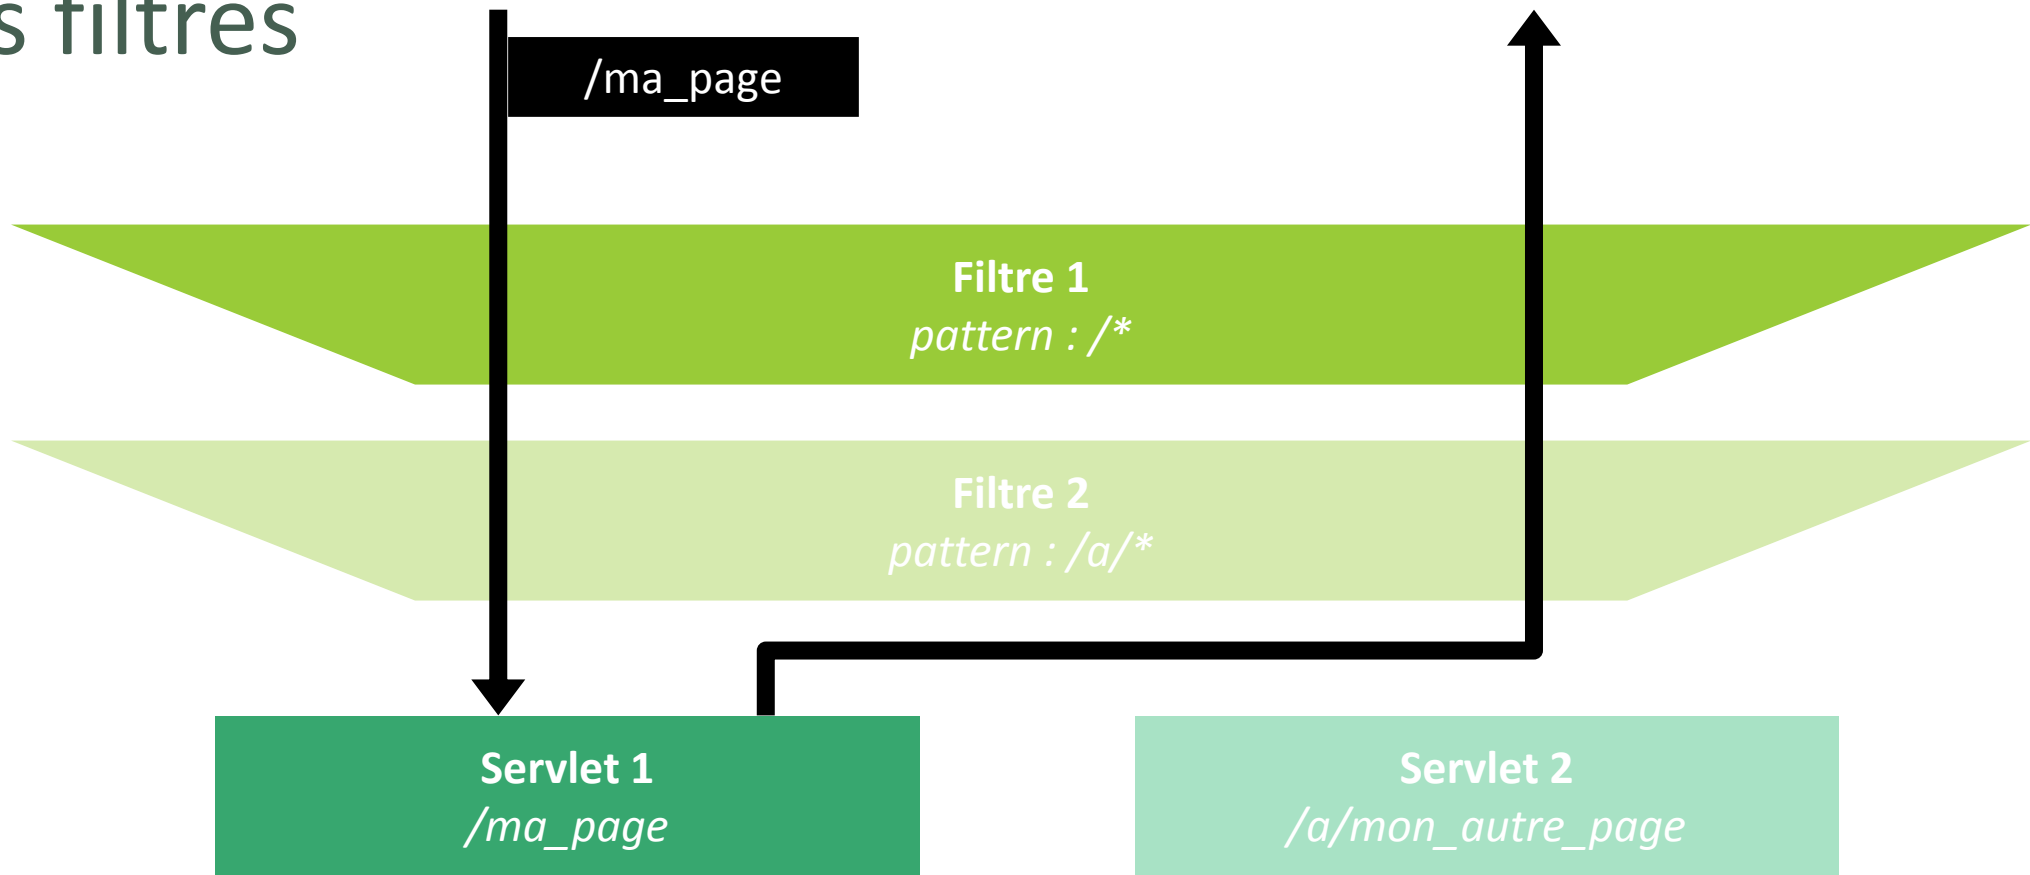 s filtres
/ma_page
Filtre 1
pattern : /*
Filtre 2
pattern : /a/*
Servlet 1
/ma_page
Servlet 2
/a/mon_autre_page